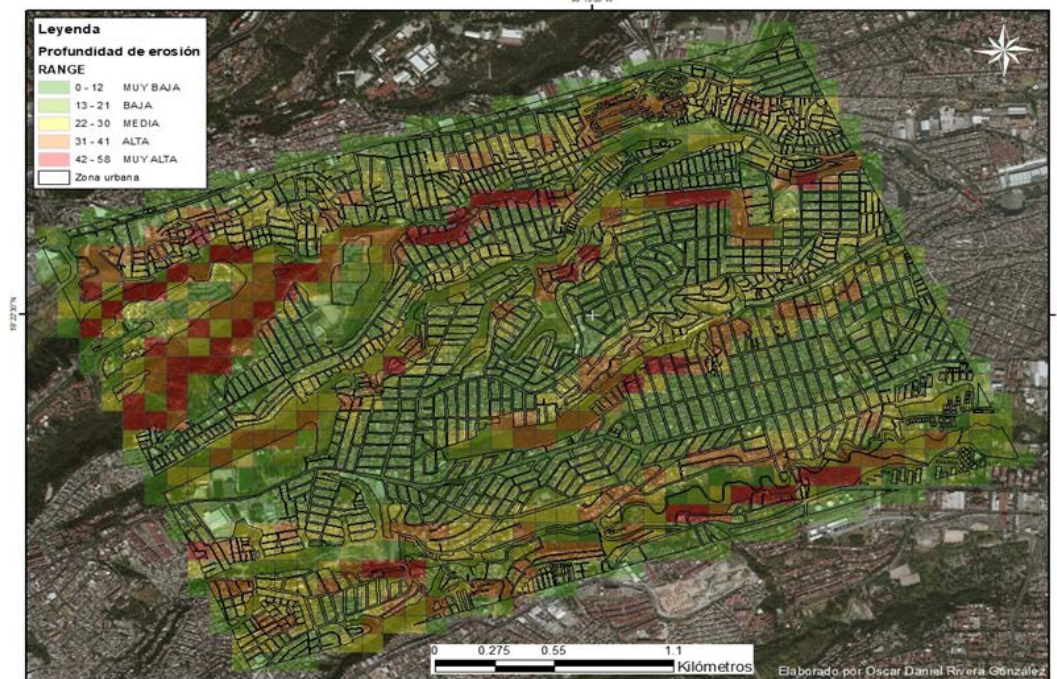 Leyenda
Profundidad de erosión
RANGE
0 - 12 MUY BAJA
13 - 21 BAJA
22 - 30 MEDIA
31 - 41 ALTA
42 - 58 MUY ALTA
Zona urbana
0 0.275 0.55 1.1
Kilómetros
Elaborado por Oscar Daniel Rivera González